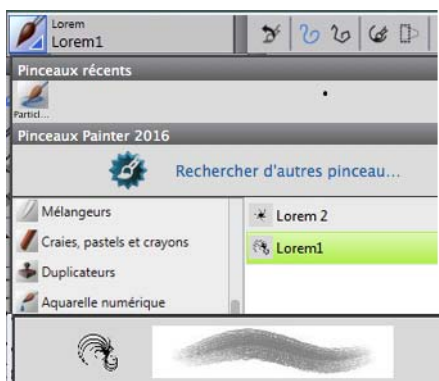 Lorem
Lorem1
Pinceaux récents
Particl...
Pinceaux Painter 2016
Rechercher d'autres pinceau...
Mélangeurs
Craies, pastels et crayons
Duplicateurs
Aquarelle numérique
Lorem 2
Lorem1